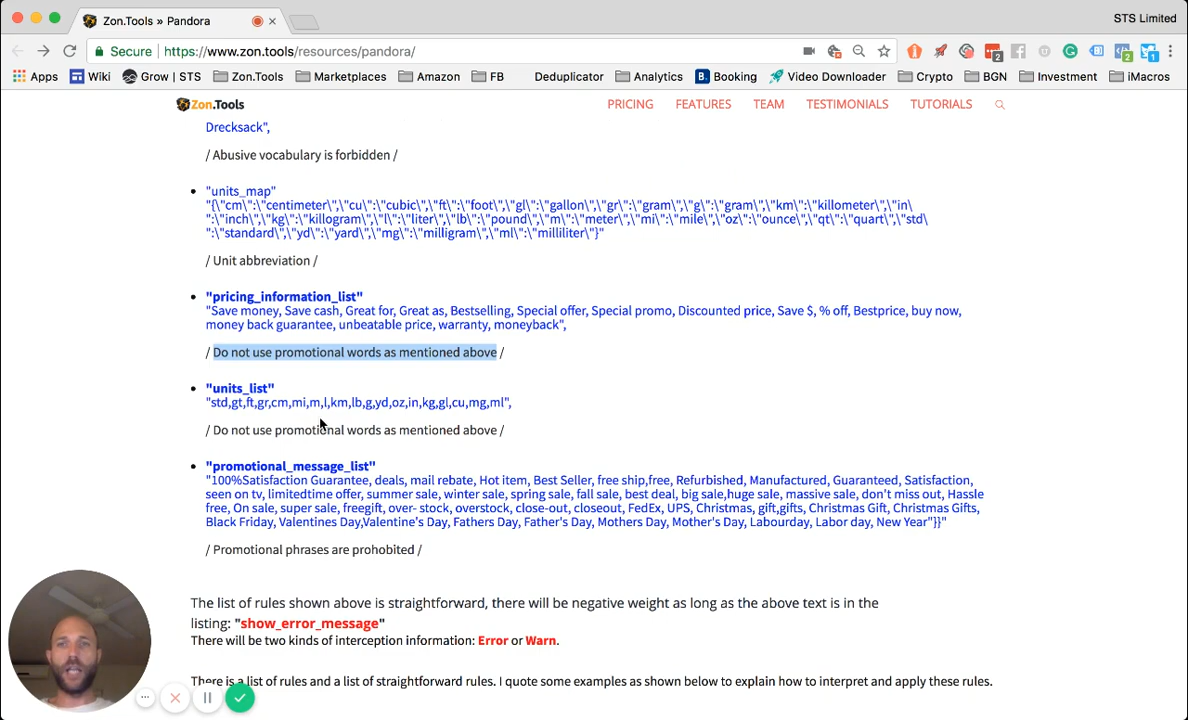 Zon.Tools » Pandora
STS Limited
Secure
https://www.zon.tools/resources/pandora/
2
2
1
Apps
Wiki
Grow | STS
Zon.Tools
Marketplaces
Amazon
FB
Deduplicator
Analytics
Booking
Video Downloader
Crypto
BGN
Investment
iMacros
Zon.Tools
PRICING
FEATURES
TEAM
TESTIMONIALS
TUTORIALS
Drecksack",
/ Abusive vocabulary is forbidden /
"units_map"
"{\"cm\":\"centimeter\",\"cu\":\"cubic\",\"ft\":\"foot\",\"gl\":\"gallon\",\"gr\":\"gram\",\"g\":\"gram\",\"km\":\"killometer\",\"in\
":\"inch\",\"kg\":\"killogram\",\"l\":\"liter\",\"lb\":\"pound\",\"m\":\"meter\",\"mi\":\"mile\",\"oz\":\"ounce\",\"qt\":\"quart\",\"std\
":\"standard\",\"yd\":\"yard\",\"mg\":\"milligram\",\"ml\":\"milliliter\"}"
/ Unit abbreviation /
"pricing_information_list"
"Save money, Save cash, Great for, Great as, Bestselling, Special offer, Special promo, Discounted price, Save $, % off, Bestprice, buy now,
money back guarantee, unbeatable price, warranty, moneyback",
/ Do not use promotional words as mentioned above /
"units_list"
"std,gt,ft,gr,cm,mi,m,l,km,lb,g,yd,oz,in,kg,gl,cu,mg,ml",
/ Do not use promotional words as mentioned above /
"promotional_message_list"
"100%Satisfaction Guarantee, deals, mail rebate, Hot item, Best Seller, free ship,free, Refurbished, Manufactured, Guaranteed, Satisfaction,
seen on tv, limitedtime offer, summer sale, winter sale, spring sale, fall sale, best deal, big sale,huge sale, massive sale, don't miss out, Hassle
free, On sale, super sale, freegift, over- stock, overstock, close-out, closeout, FedEx, UPS, Christmas, gift,gifts, Christmas Gift, Christmas Gifts,
Black Friday, Valentines Day,Valentine's Day, Fathers Day, Father's Day, Mothers Day, Mother's Day, Labourday, Labor day, New Year"}}"
/ Promotional phrases are prohobited /
The list of rules shown above is straightforward, there will be negative weight as long as the above text is in the
listing: "show_error_message"
There will be two kinds of interception information: Error or Warn.
There is a list of rules and a list of straightforward rules. I quote some examples as shown below to explain how to interpret and apply these rules.